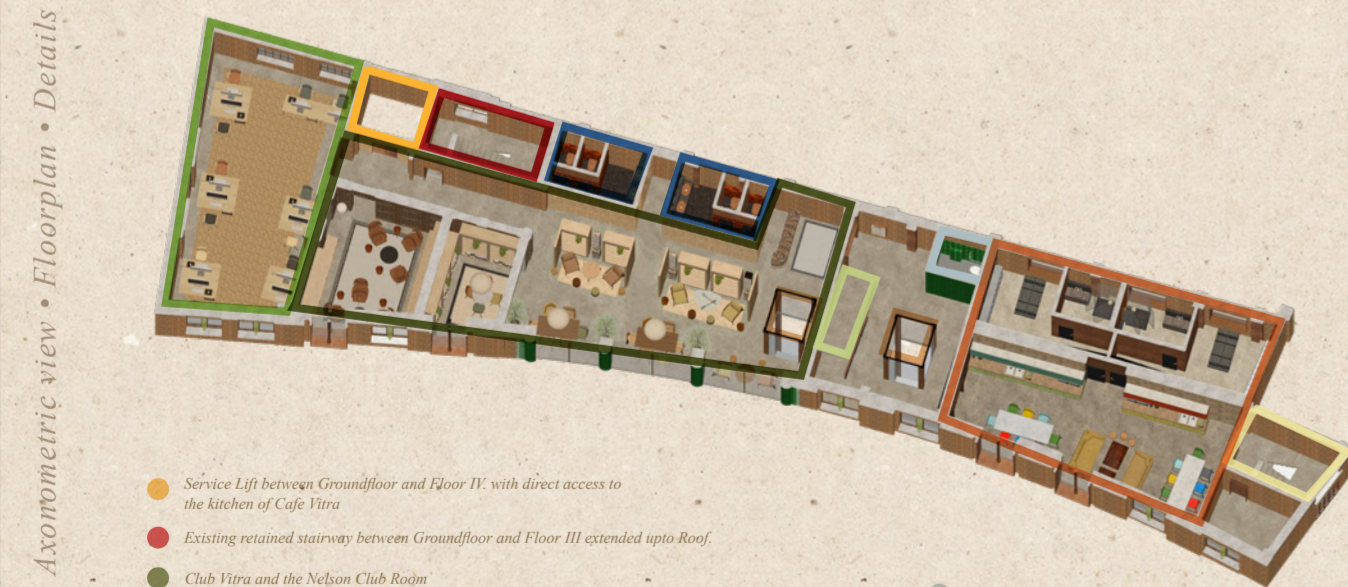 Axonometric view • Floorplan • Details
Service Lift between Groundfloor and Floor IV. with direct access to
the kitchen of Cafe Vitra
Existing retained stairway between Groundfloor and Floor III extended upto Roof.
Club Vitra and the Nelson Club Room